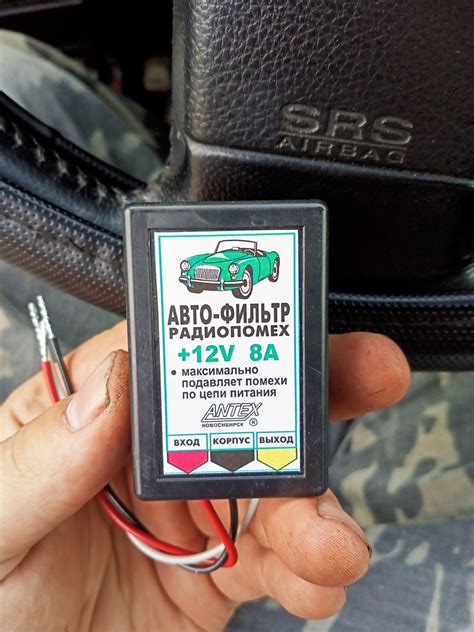 SRS
AIRBAG
АВТО-ФИЛЬТР
РАДИОПОМЕХ
+12V 8A
• МАКСИМАЛЬНО
ПОДАВЛЯЕТ ПОМЕХИ
ПО ЦЕПИ ПИТАНИЯ
ANTEX ®
НОВОСИБИРСК
ВХОД КОРПУС ВЫХОД